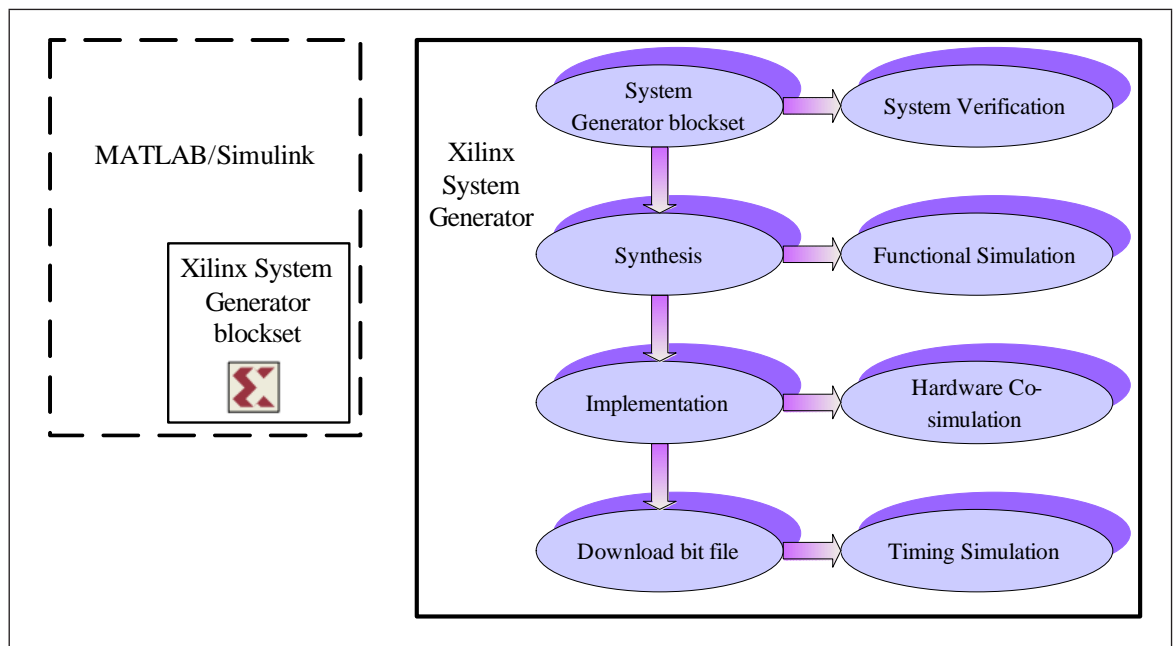 MATLAB/Simulink
Xilinx System
Generator
blockset
Xilinx
System
Generator
System
Generator blockset
System Verification
Synthesis
Functional Simulation
Implementation
Hardware Co-
simulation
Download bit file
Timing Simulation